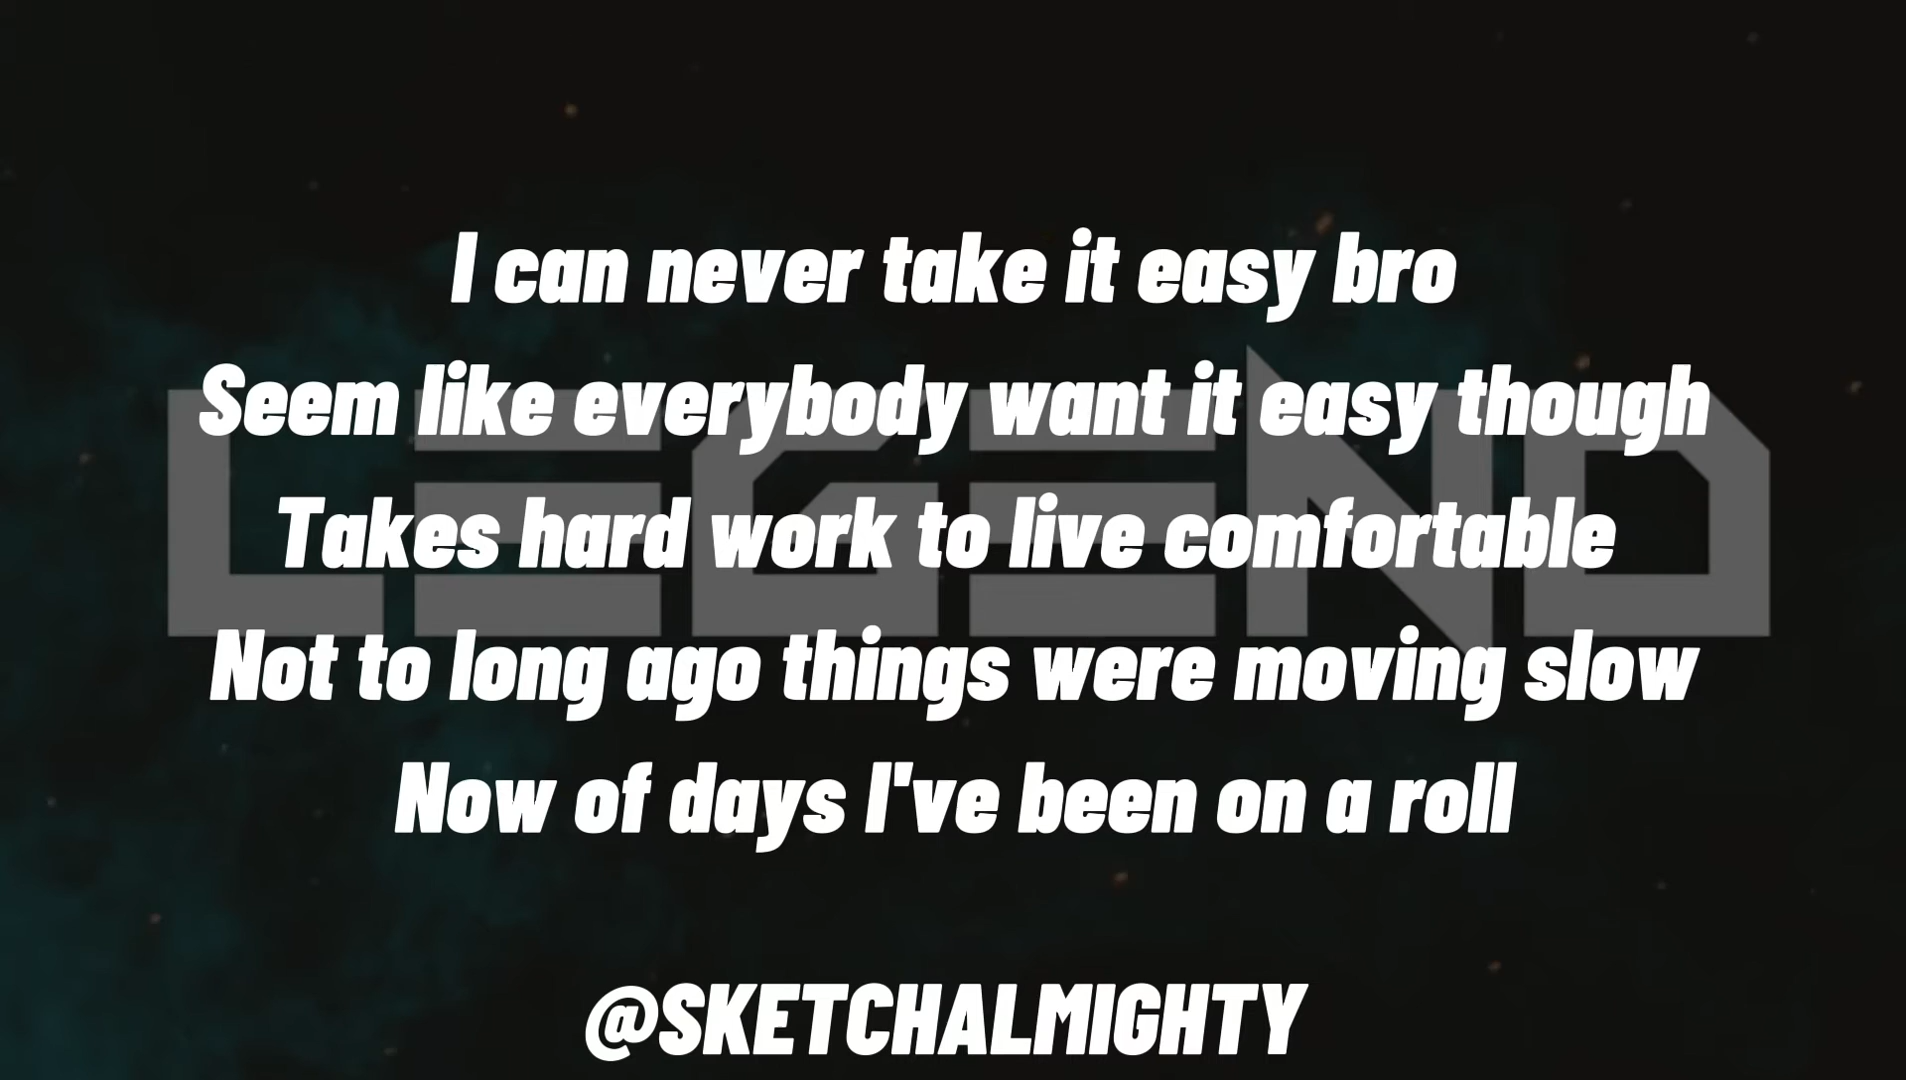 I can never take it easy bro
Seem like everybody want it easy though
LEGEND
Takes hard work to live comfortable
Not to long ago things were moving slow
Now of days I've been on a roll
@SKETCHALMIGHTY